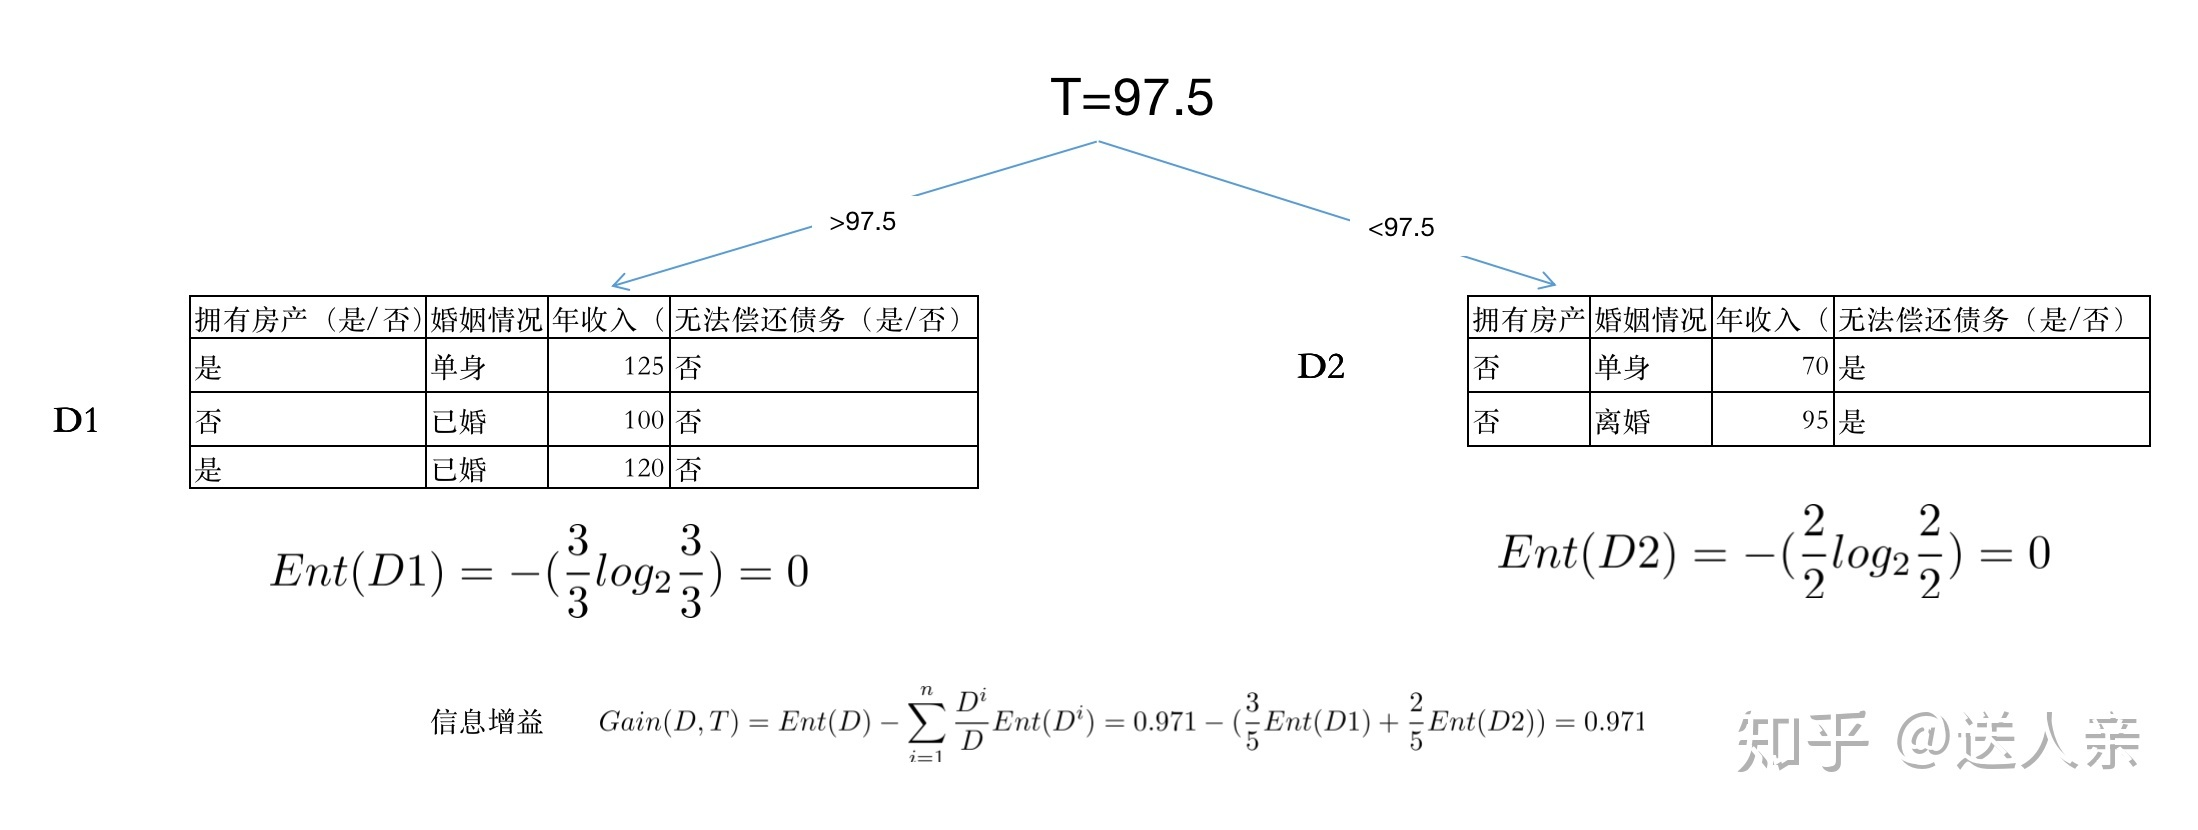 T=97.5
>97.5
<97.5
D1
拥有房产（是/否） 婚姻情况 年收入（ 无法偿还债务（是/否）
是 单身 125 否
否 已婚 100 否
是 已婚 120 否
D2
拥有房产 婚姻情况 年收入（ 无法偿还债务（是/否）
否 单身 70 是
否 离婚 95 是
Ent(D1) = −(3/3 log₂ 3/3) = 0
Ent(D2) = −(2/2 log₂ 2/2) = 0
信息增益 Gain(D, T) = Ent(D) − ∑ᵢ₌₁ⁿ Dⁱ/D Ent(Dⁱ) = 0.971 − (3/5 Ent(D1) + 2/5 Ent(D2)) = 0.971
知乎 @送人亲